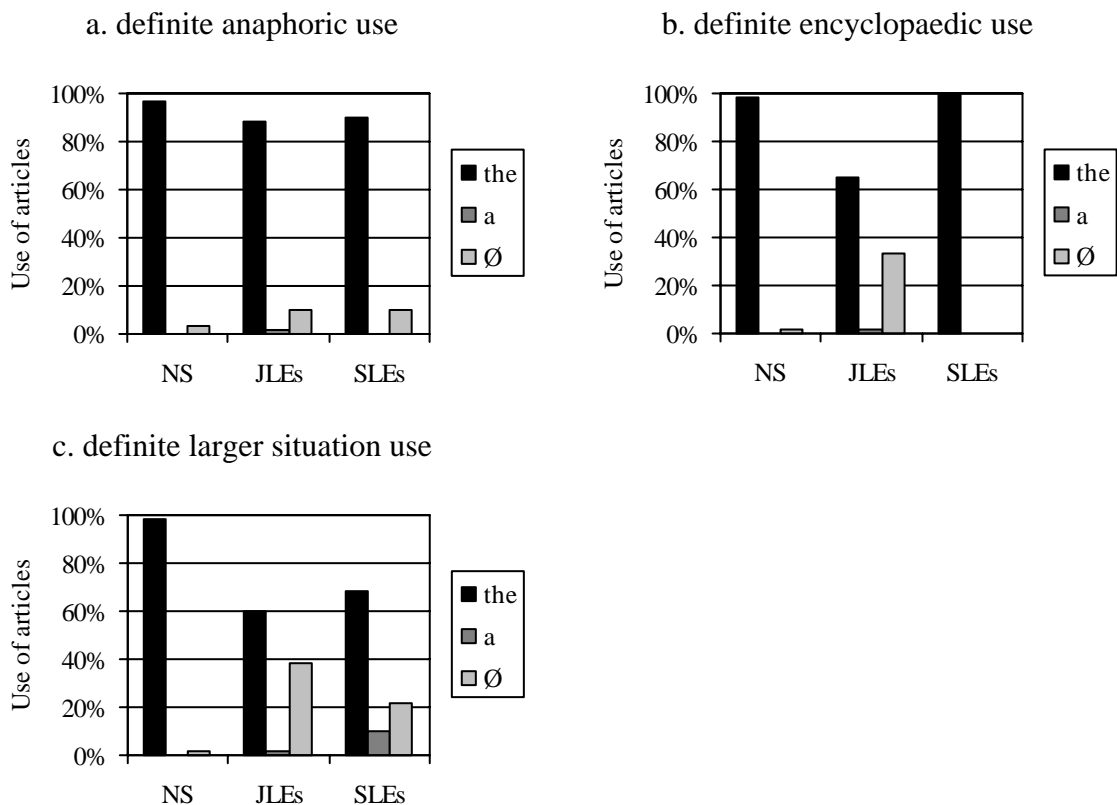 a. definite anaphoric use
Use of articles
100%
80%
60%
40%
20%
0%
NS JLEs SLEs
the
a
Ø
b. definite encyclopaedic use
Use of articles
100%
80%
60%
40%
20%
0%
NS JLEs SLEs
the
a
Ø
c. definite larger situation use
Use of articles
100%
80%
60%
40%
20%
0%
NS JLEs SLEs
the
a
Ø